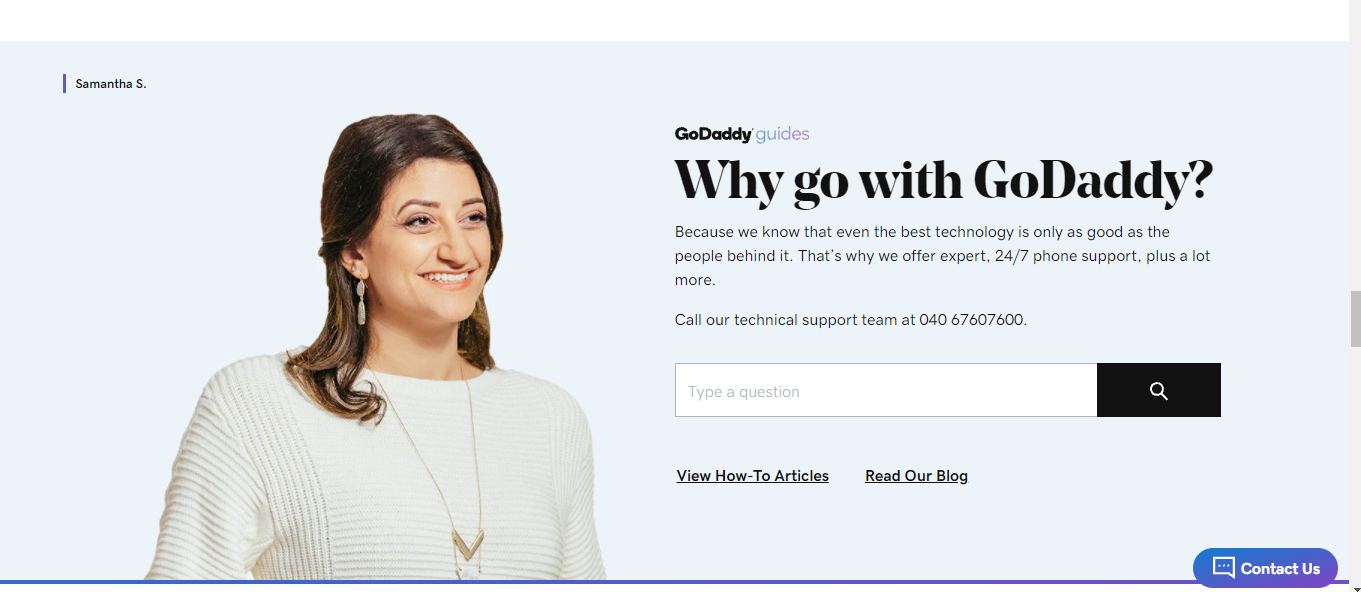 Samantha S.
GoDaddy guides
Why go with GoDaddy?
Because we know that even the best technology is only as good as the
people behind it. That's why we offer expert, 24/7 phone support, plus a lot
more.
Call our technical support team at 040 67607600.
Type a question
View How-To Articles
Read Our Blog
Contact Us